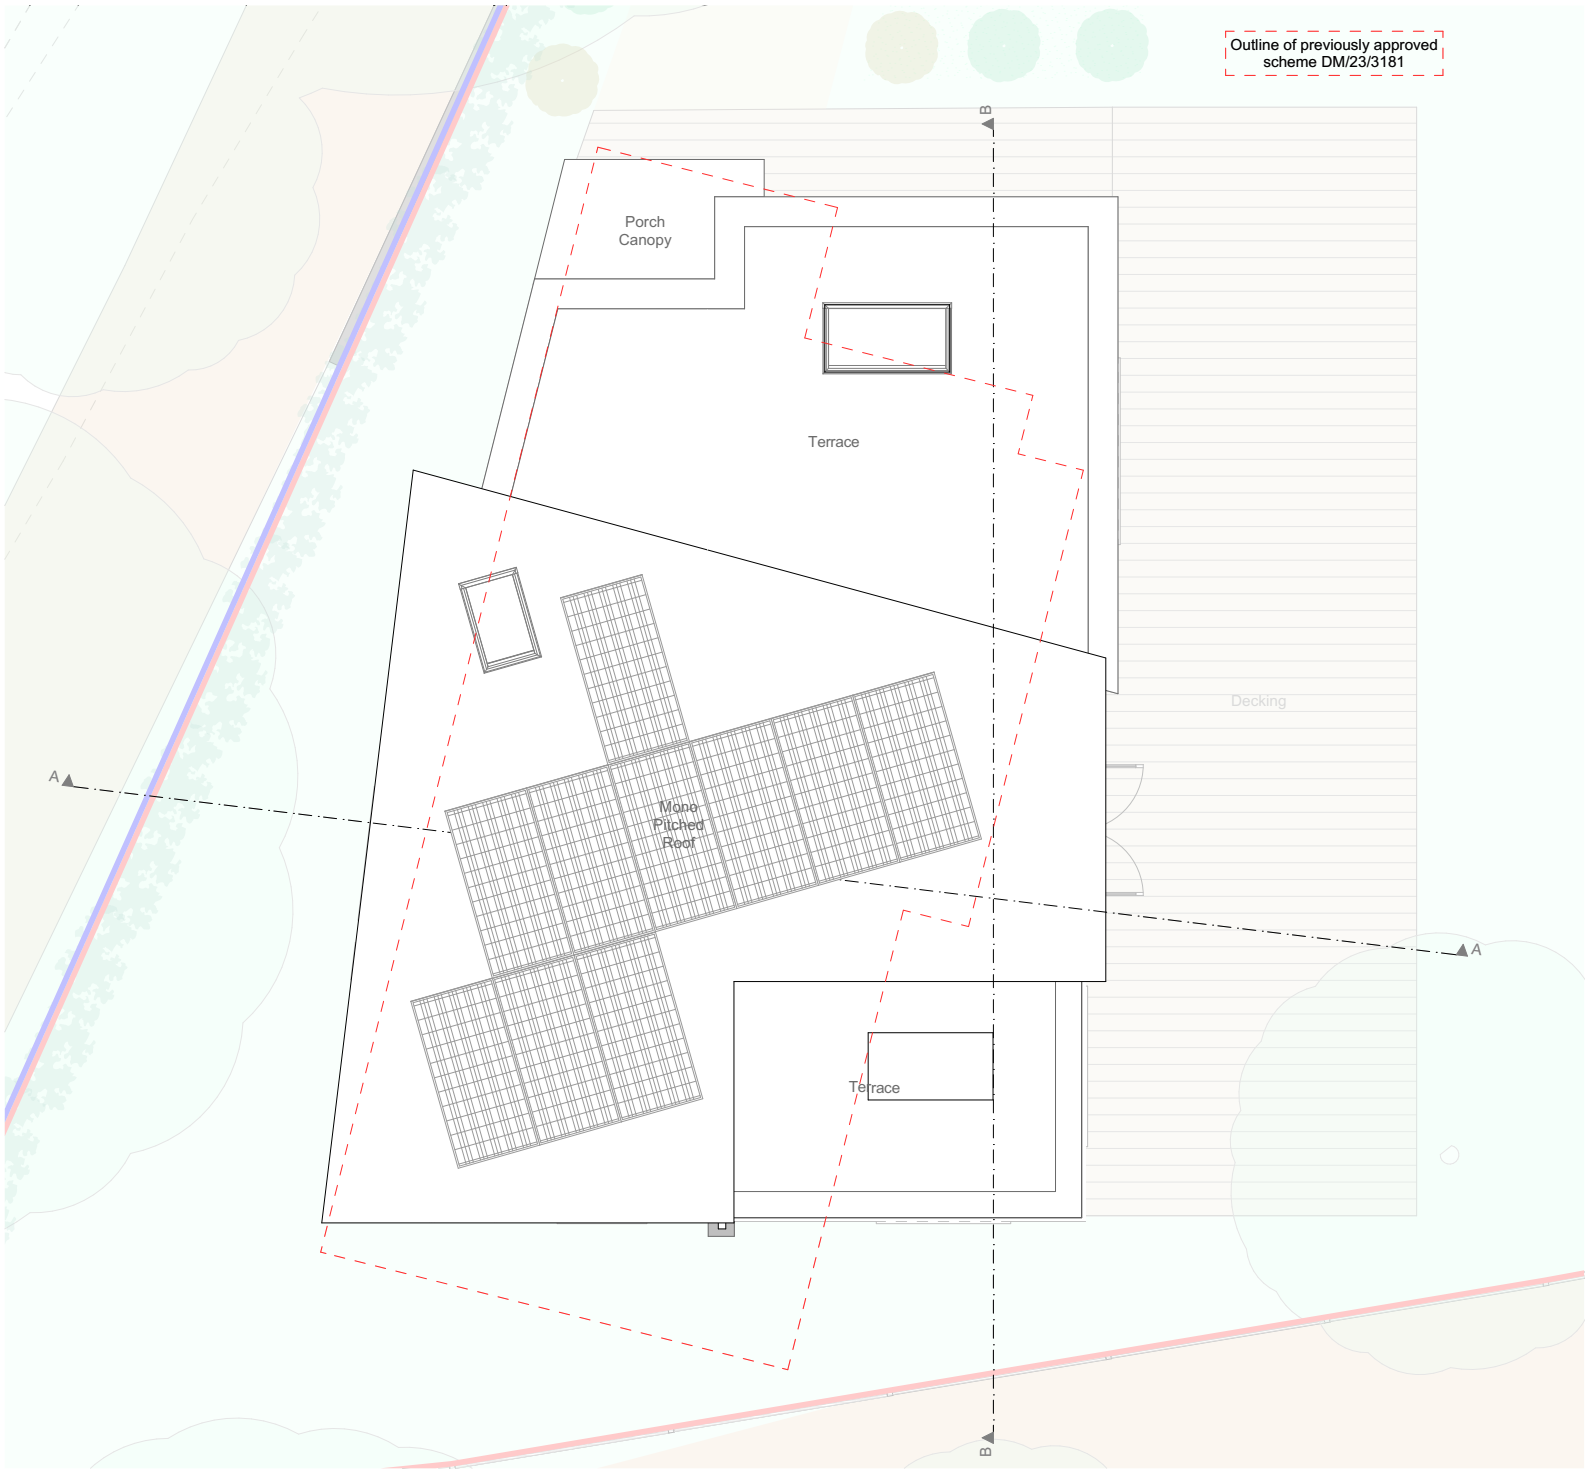 Outline of previously approved
scheme DM/23/3181
B
Porch
Canopy
Terrace
Decking
A
Mono
Pitched
Roof
A
Terrace
B